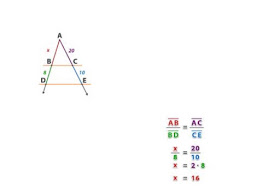 A
x 20
B C
8 10
D E
AB / BD = AC / CE
x / 8 = 20 / 10
x = 2 · 8
x = 16